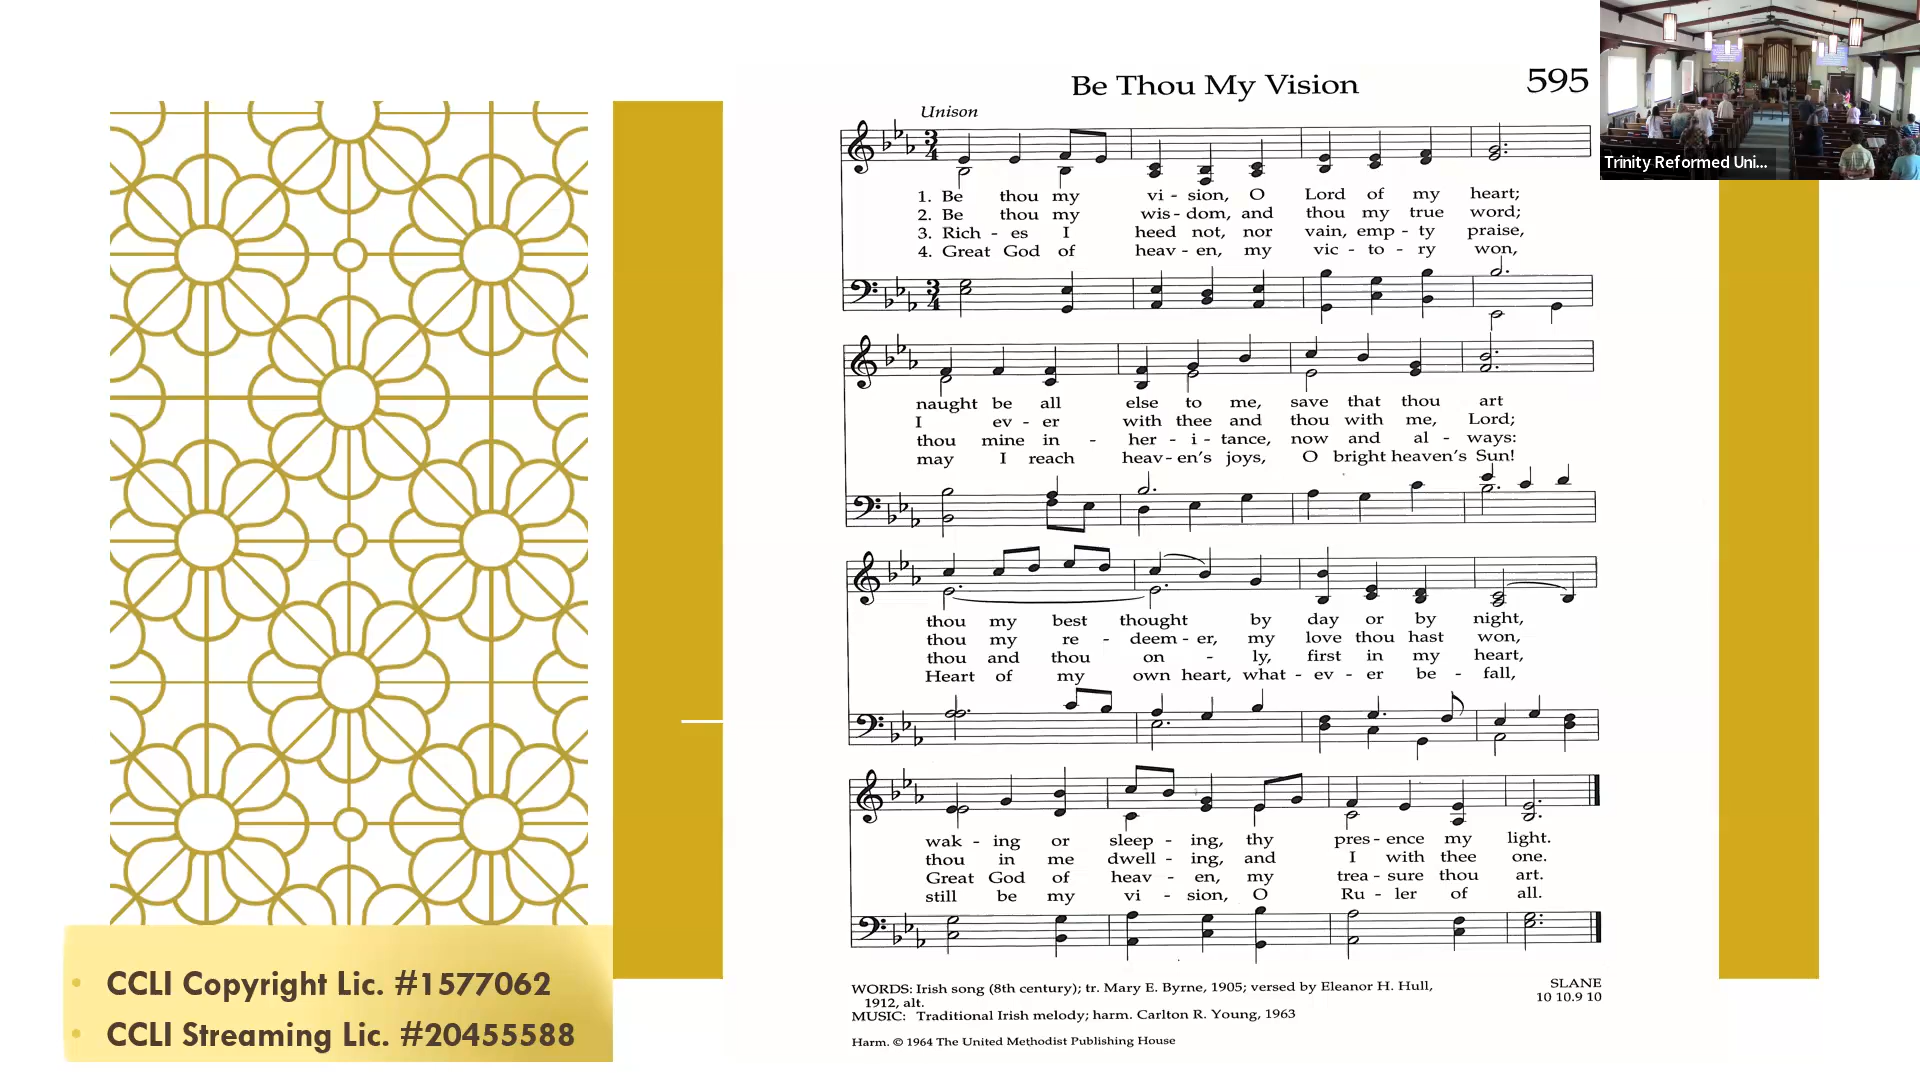 Be Thou My Vision
595
Unison
3
4
1. Be thou my vi - sion, O Lord of my heart;
2. Be thou my wis - dom, and thou my true word;
3. Rich - es I heed not, nor vain, emp - ty praise,
4. Great God of heav - en, my vic - to - ry won,
3
4
naught be all else to me, save that thou art
I ev - er with thee and thou with me, Lord;
thou mine in - her - i - tance, now and al - ways:
may I reach heav - en's joys, O bright heaven's Sun!
thou my best thought by day or by night,
thou my re - deem - er, my love thou hast won,
thou and thou on - ly, first in my heart,
Heart of my own heart, what - ev - er be - fall,
wak - ing or sleep - ing, thy pres - ence my light.
thou in me dwell - ing, and I with thee one.
Great God of heav - en, my trea - sure thou art.
still be my vi - sion, O Ru - ler of all.
WORDS: Irish song (8th century); tr. Mary E. Byrne, 1905; versed by Eleanor H. Hull,
1912, alt.
MUSIC: Traditional Irish melody; harm. Carlton R. Young, 1963
SLANE
10 10.9 10
Harm. © 1964 The United Methodist Publishing House
• CCLI Copyright Lic. #1577062
• CCLI Streaming Lic. #20455588
Trinity Reformed Uni...